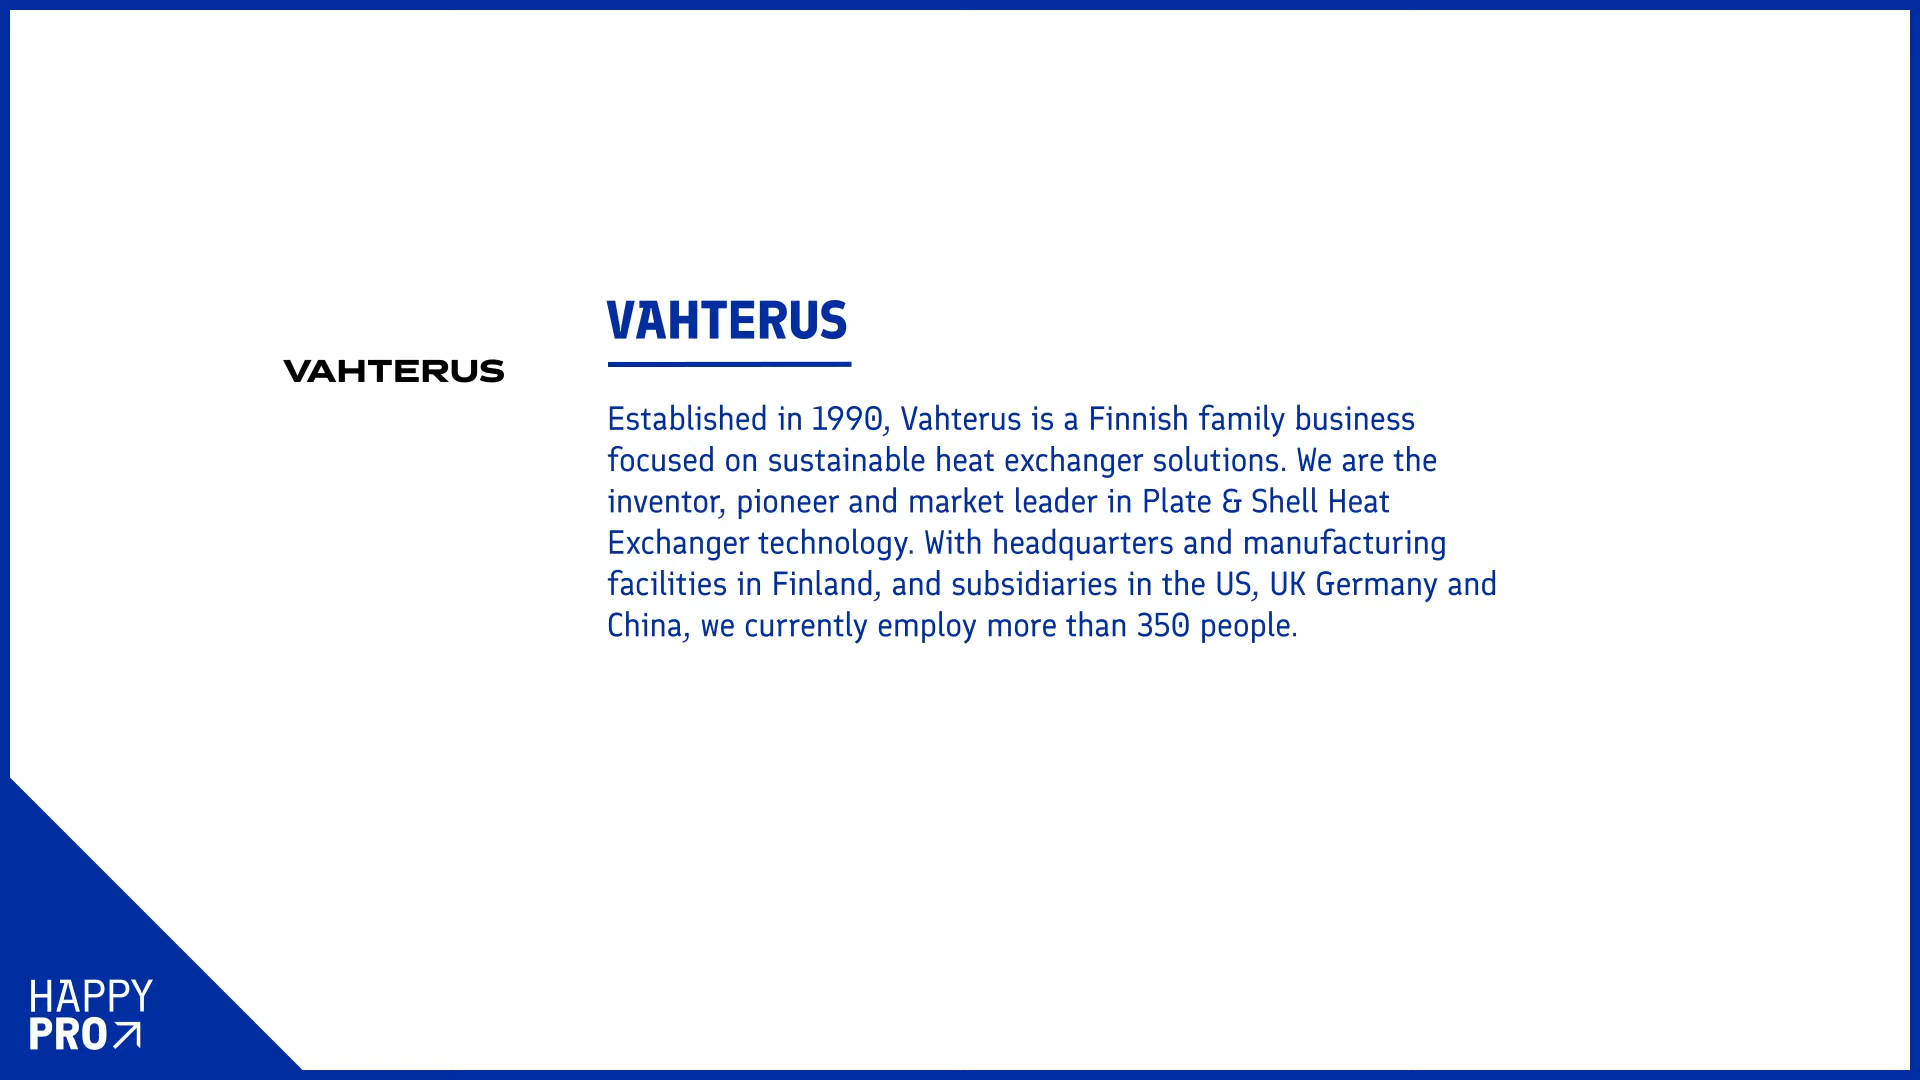 VAHTERUS
VAHTERUS
Established in 1990, Vahterus is a Finnish family business
focused on sustainable heat exchanger solutions. We are the
inventor, pioneer and market leader in Plate & Shell Heat
Exchanger technology. With headquarters and manufacturing
facilities in Finland, and subsidiaries in the US, UK Germany and
China, we currently employ more than 350 people.
HAPPY
PRO